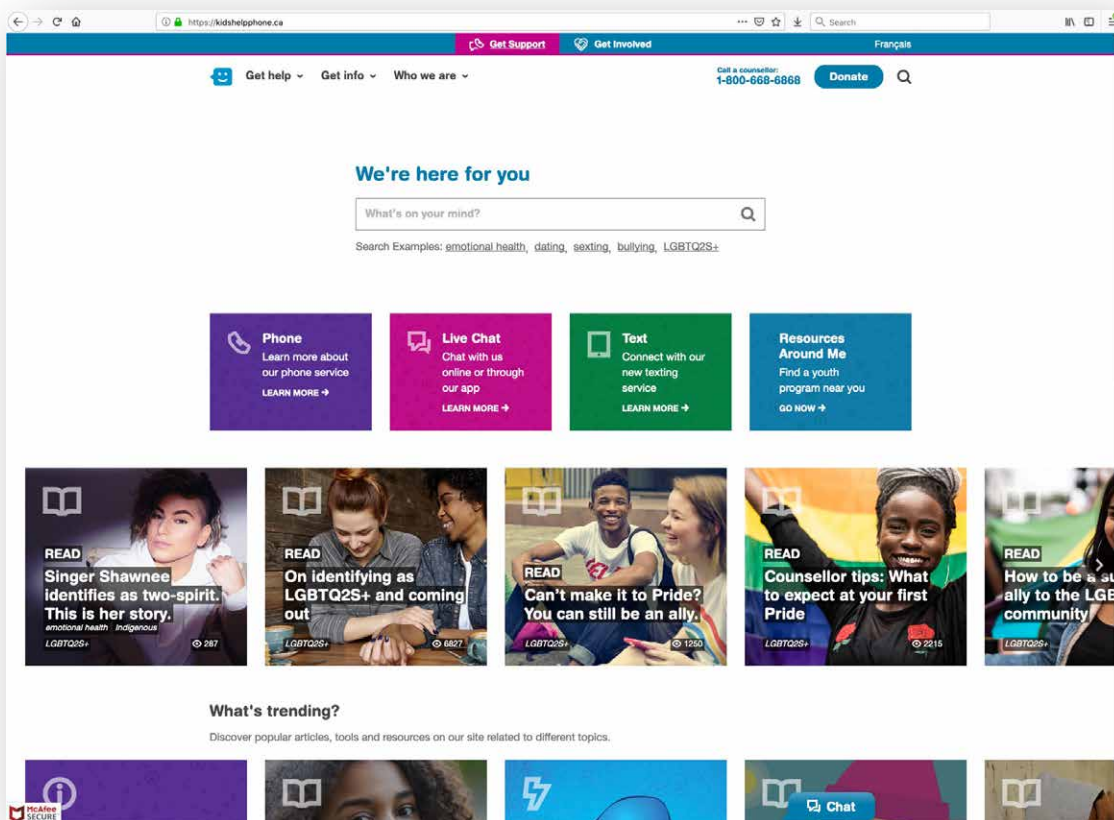 https://kidshelpphone.ca
Search
Get Support
Get Involved
Français
Get help
Get info
Who we are
Call a counsellor:
1-800-668-6868
Donate
We're here for you
What's on your mind?
Search Examples: emotional health, dating, sexting, bullying, LGBTQ2S+
Phone
Learn more about
our phone service
LEARN MORE →
Live Chat
Chat with us
online or through
our app
LEARN MORE →
Text
Connect with our
new texting
service
LEARN MORE →
Resources
Around Me
Find a youth
program near you
GO NOW →
READ
Singer Shawnee
identifies as two-spirit.
This is her story.
emotional health Indigenous
LGBTQ2S+ 287
READ
On identifying as
LGBTQ2S+ and coming
out
LGBTQ2S+ 6827
READ
Can't make it to Pride?
You can still be an ally.
LGBTQ2S+ 1250
READ
Counsellor tips: What
to expect at your first
Pride
LGBTQ2S+ 2215
READ
How to be a su
ally to the LGB
community
LGBTQ2S+
What's trending?
Discover popular articles, tools and resources on our site related to different topics.
McAfee
SECURE
Chat